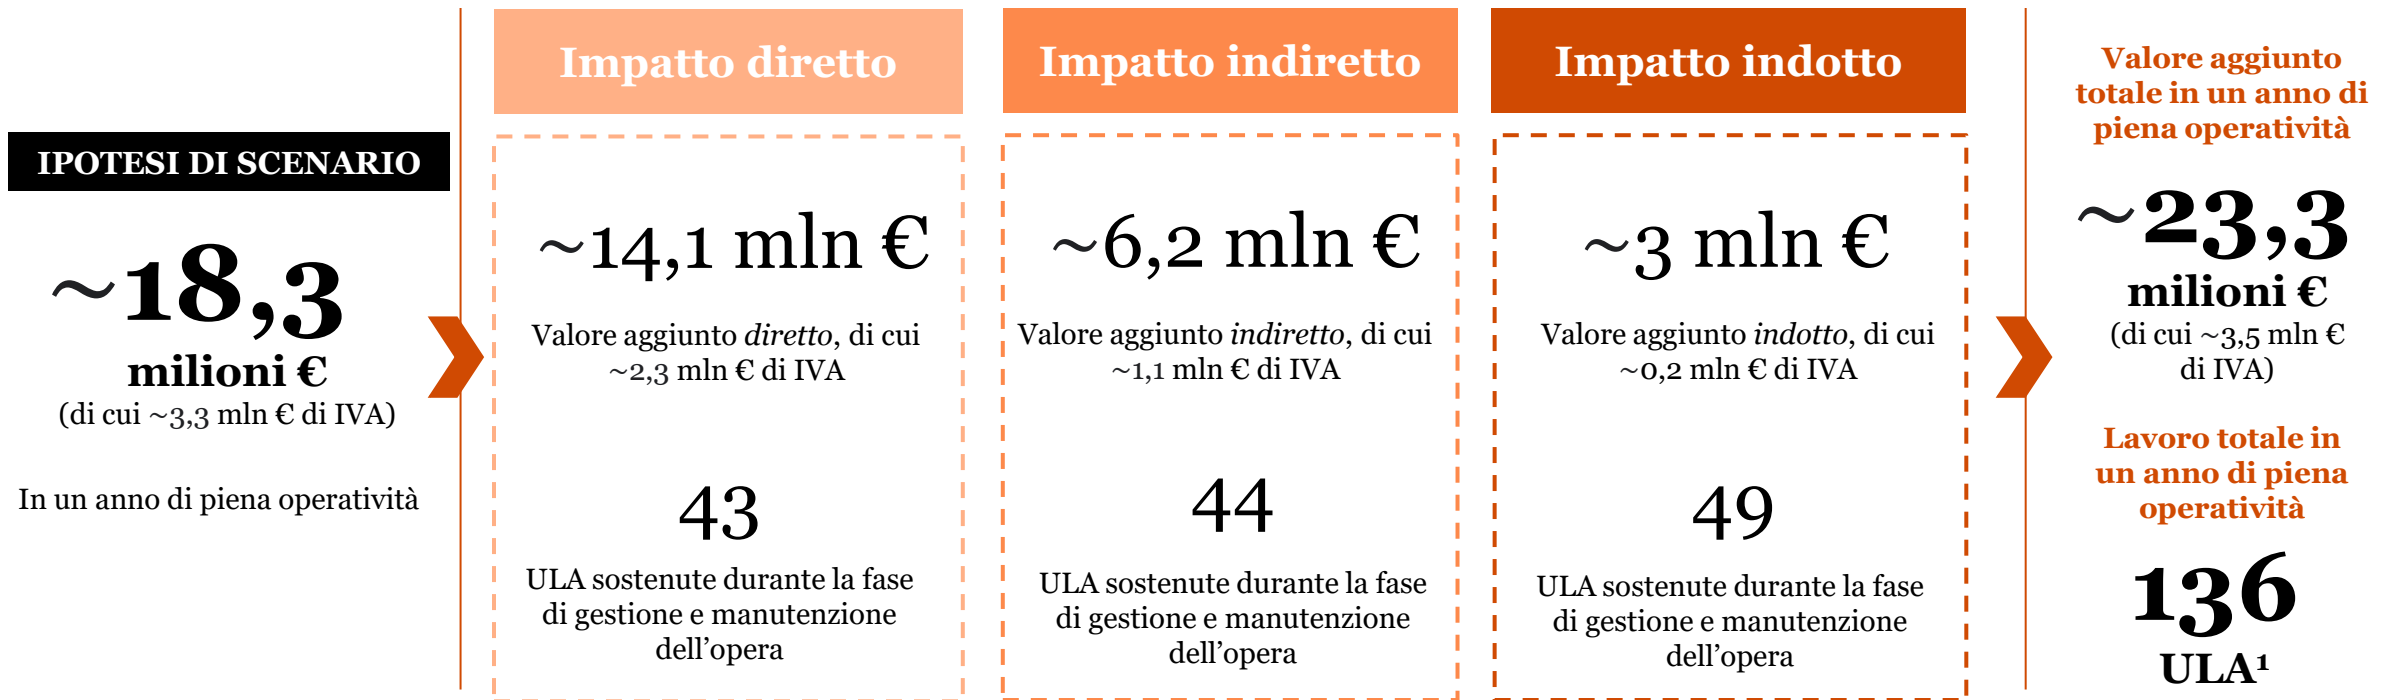 IPOTESI DI SCENARIO
~18,3
milioni €
(di cui ~3,3 mln € di IVA)
In un anno di piena operatività
Impatto diretto
~14,1 mln €
Valore aggiunto diretto, di cui
~2,3 mln € di IVA
43
ULA sostenute durante la fase
di gestione e manutenzione
dell’opera
Impatto indiretto
~6,2 mln €
Valore aggiunto indiretto, di cui
~1,1 mln € di IVA
44
ULA sostenute durante la fase
di gestione e manutenzione
dell’opera
Impatto indotto
~3 mln €
Valore aggiunto indotto, di cui
~0,2 mln € di IVA
49
ULA sostenute durante la fase
di gestione e manutenzione
dell’opera
Valore aggiunto
totale in un anno di
piena operatività
~23,3
milioni €
(di cui ~3,5 mln €
di IVA)
Lavoro totale in
un anno di piena
operatività
136
ULA¹